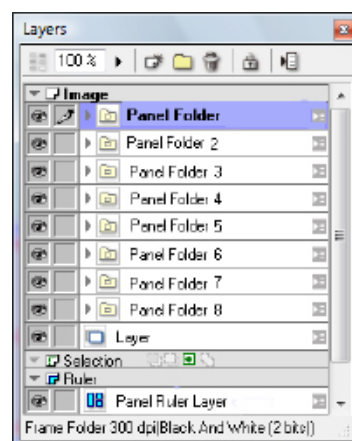 Layers
100 %
Image
Panel Folder
Panel Folder 2
Panel Folder 3
Panel Folder 4
Panel Folder 5
Panel Folder 6
Panel Folder 7
Panel Folder 8
Layer
Selection
Ruler
Panel Ruler Layer
Frame Folder 300 dpi(Black And White (2 bits))